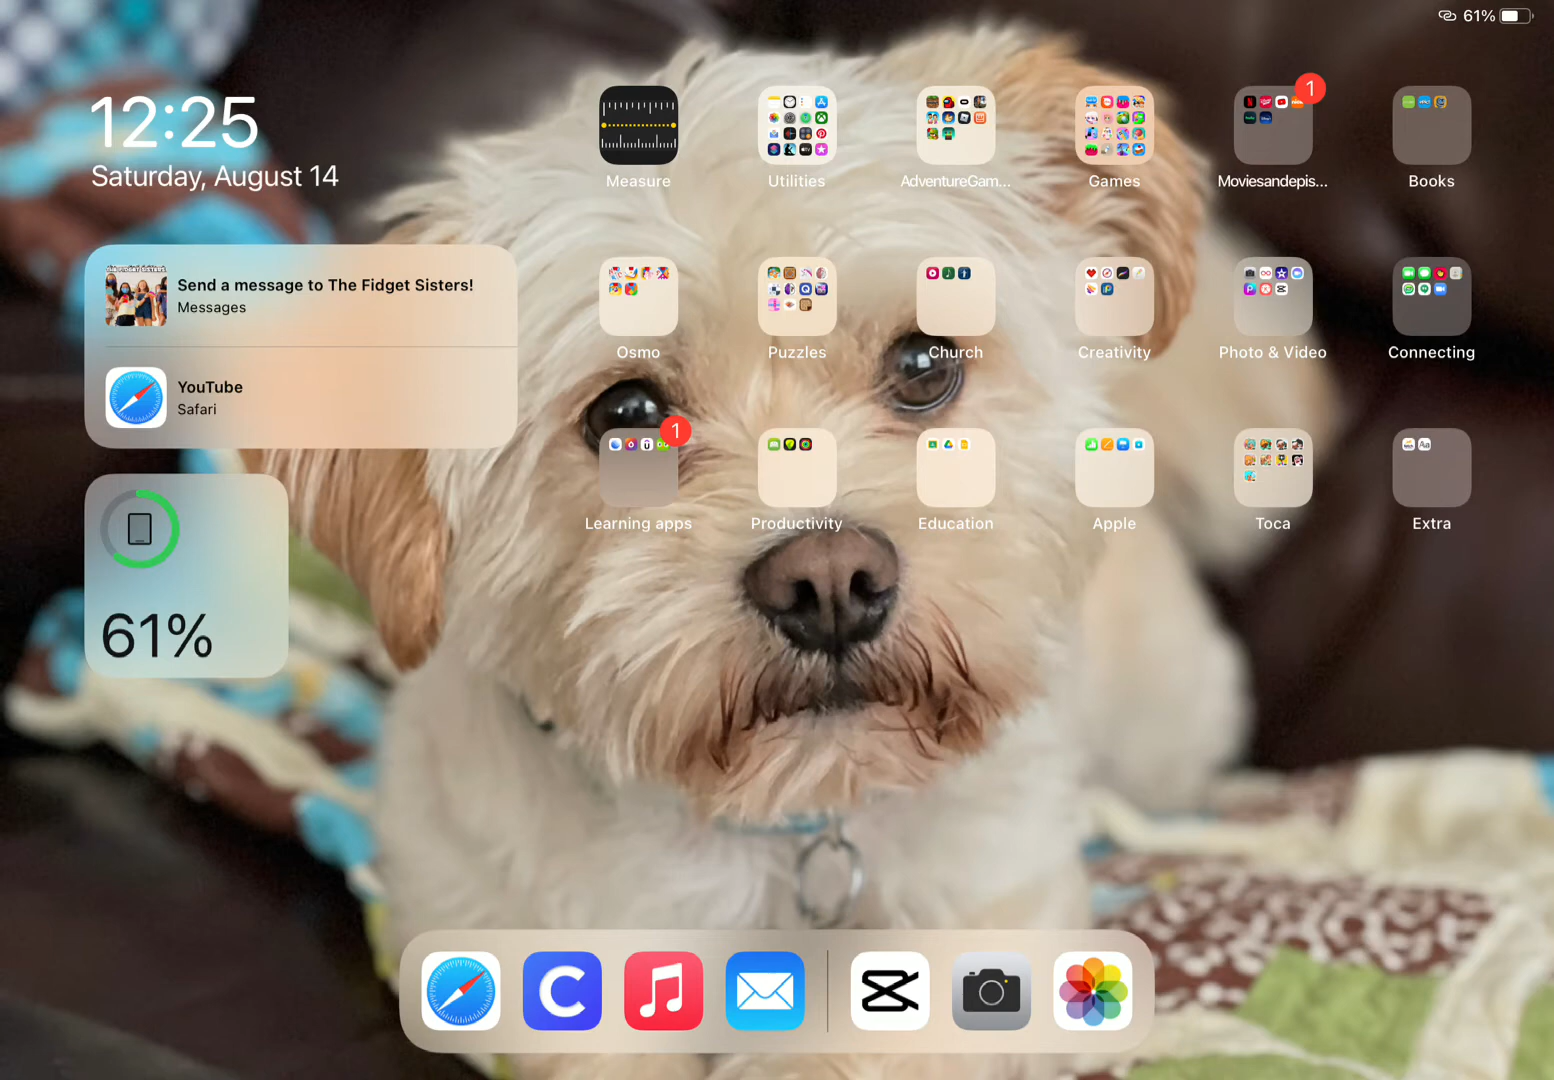 61%
12:25
Saturday, August 14
Send a message to The Fidget Sisters!
Messages
YouTube
Safari
61%
Measure
Utilities
AdventureGam...
Games
1
Moviesandepis...
Books
Osmo
Puzzles
Church
Creativity
Photo & Video
Connecting
1
Learning apps
Productivity
Education
Apple
Toca
Aa
Extra
C